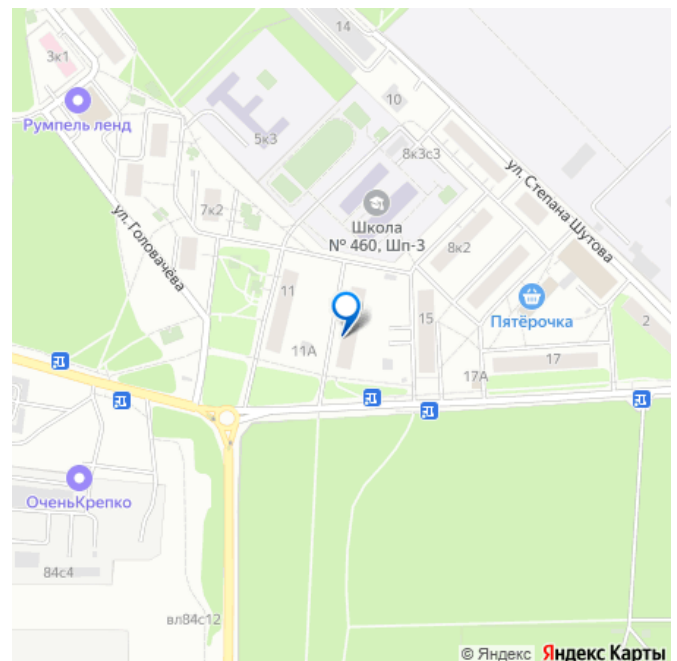 14
3к1
10
Румпель ленд
5к3
8к3с3
ул. Степана Шутова
Школа
№ 460, Шп-3
7к2
ул. Головачёва
8к2
11
15
Пятёрочка
2
11А
17
17А
ОченьКрепко
84с4
вл84с12
© Яндекс Яндекс Карты